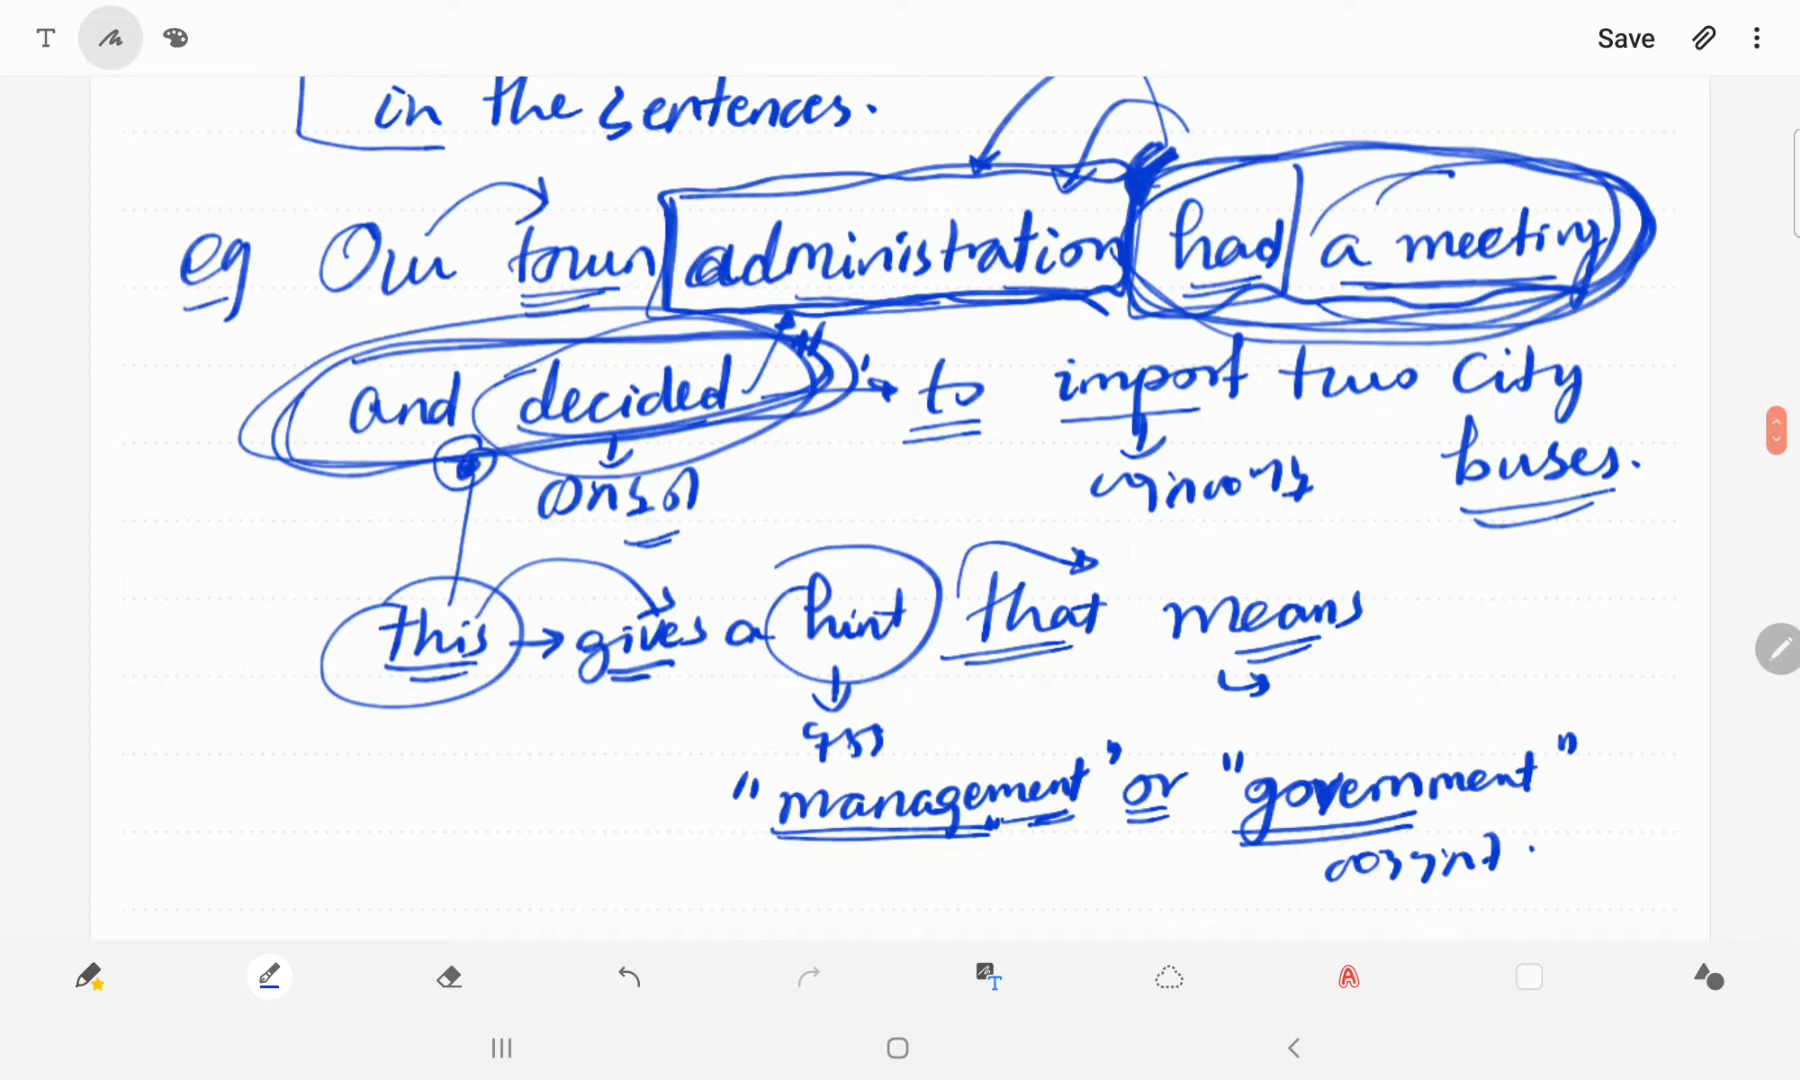 Save
in the sentences.
eg Our town administration had a meeting
and decided to import two city
buses.
this → gives a hint that means
"management" or "government"